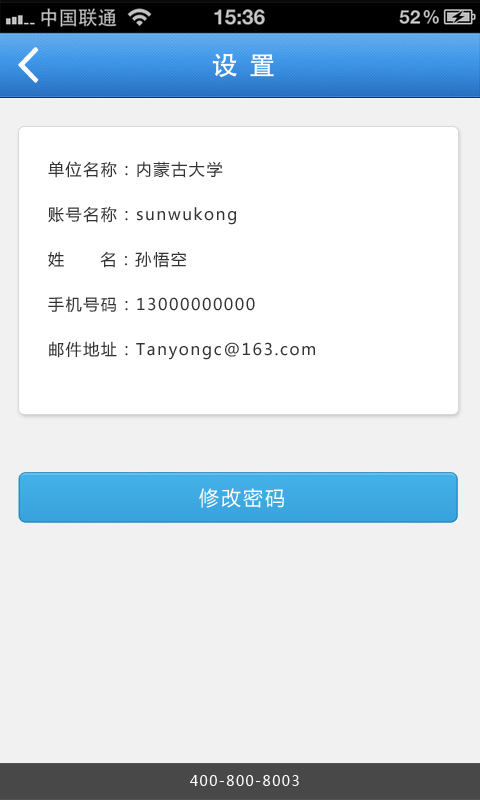 中国联通 15:36 52%
设 置
单位名称：内蒙古大学
账号名称：sunwukong
姓　　名：孙悟空
手机号码：13000000000
邮件地址：Tanyongc@163.com
修改密码
400-800-8003